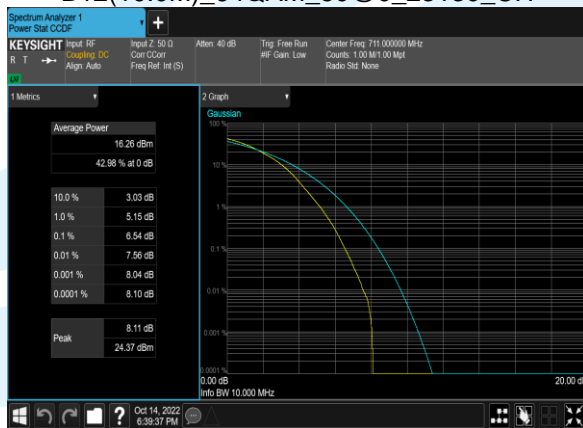 Spectrum Analyzer 1
Power Stat CCDF
KEYSIGHT
R T
Input: RF
Coupling: DC
Align: Auto
Input Z: 50 Ω
Corr CCorr
Freq Ref: Int (S)
Atten: 40 dB
Trig: Free Run
#IF Gain: Low
Center Freq: 711.000000 MHz
Counts: 1.00 M/1.00 Mpt
Radio Std: None
1 Metrics
Average Power
16.26 dBm
42.98 % at 0 dB
10.0 % 3.03 dB
1.0 % 5.15 dB
0.1 % 6.54 dB
0.01 % 7.56 dB
0.001 % 8.04 dB
0.0001 % 8.10 dB
Peak
8.11 dB
24.37 dBm
2 Graph
Gaussian
100 %
10 %
1 %
0.1 %
0.01 %
0.001 %
0.0001 %
0.00 dB
20.00 d
Info BW 10.000 MHz
?
Oct 14, 2022
6:39:37 PM